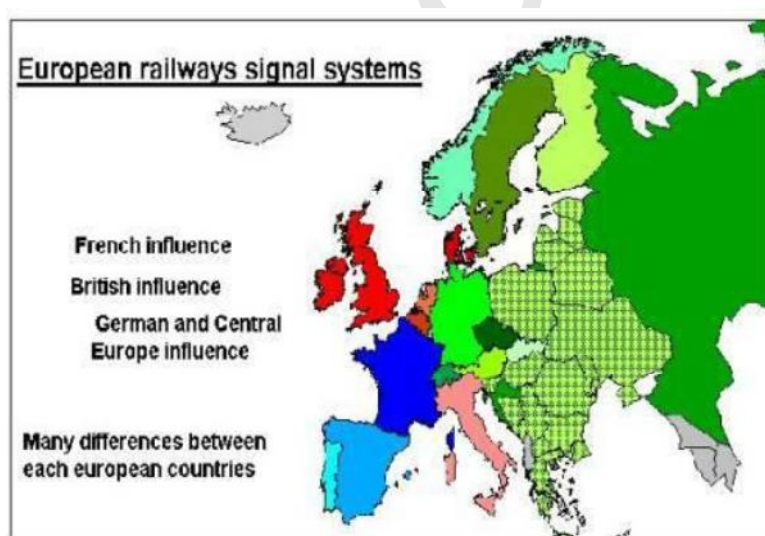 European railways signal systems
French influence
British influence
German and Central
Europe influence
Many differences between
each european countries